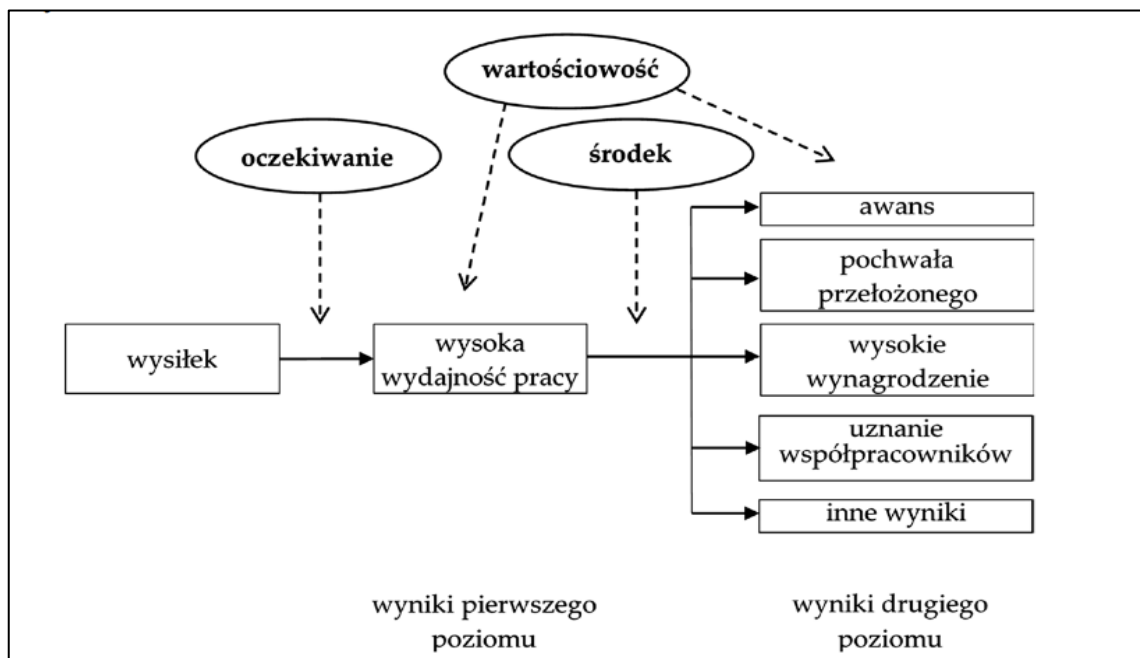 wartościowość
oczekiwanie
środek
awans
pochwała
przełożonego
wysiłek
wysoka
wydajność pracy
wysokie
wynagrodzenie
uznanie
współpracowników
inne wyniki
wyniki pierwszego
poziomu
wyniki drugiego
poziomu